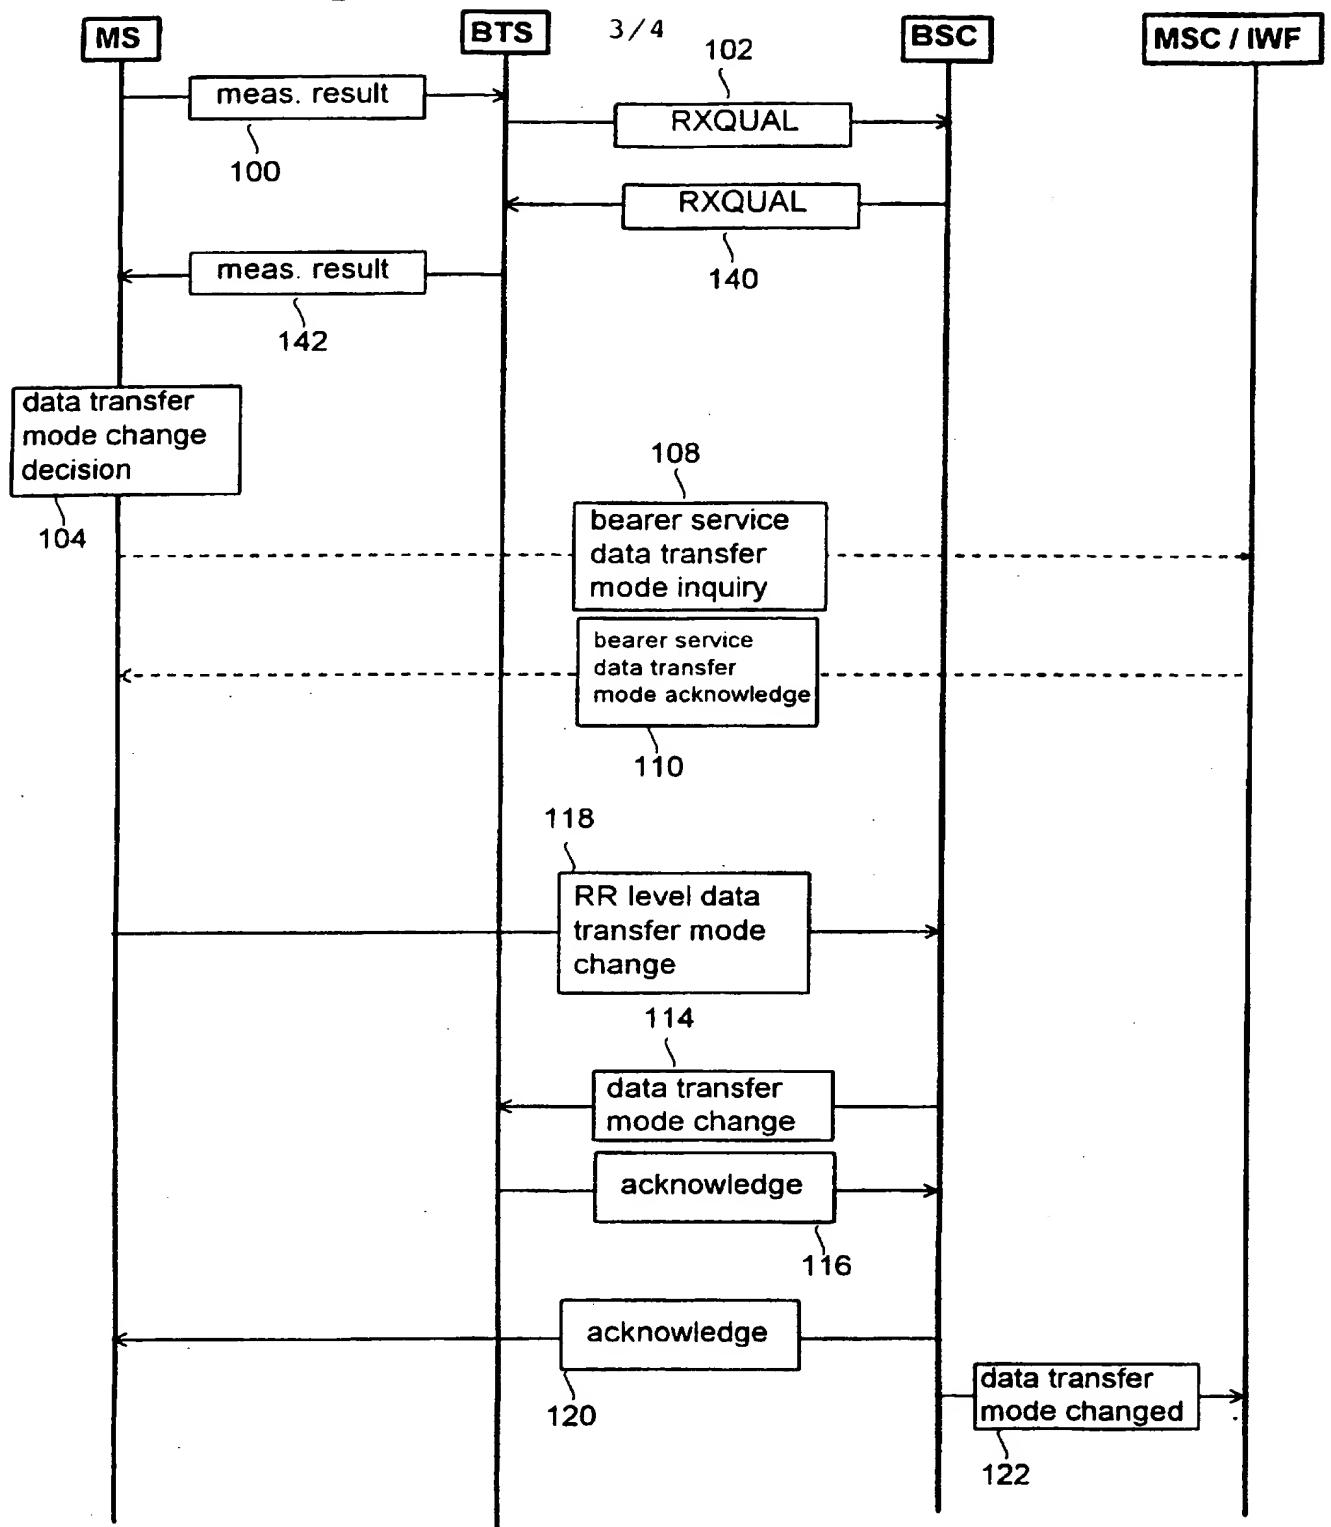 3/4
MS
BTS
BSC
MSC / IWF
meas. result
100
102
RXQUAL
RXQUAL
140
meas. result
142
data transfer
mode change
decision
104
108
bearer service
data transfer
mode inquiry
bearer service
data transfer
mode acknowledge
110
118
RR level data
transfer mode
change
114
data transfer
mode change
acknowledge
116
acknowledge
120
data transfer
mode changed
122